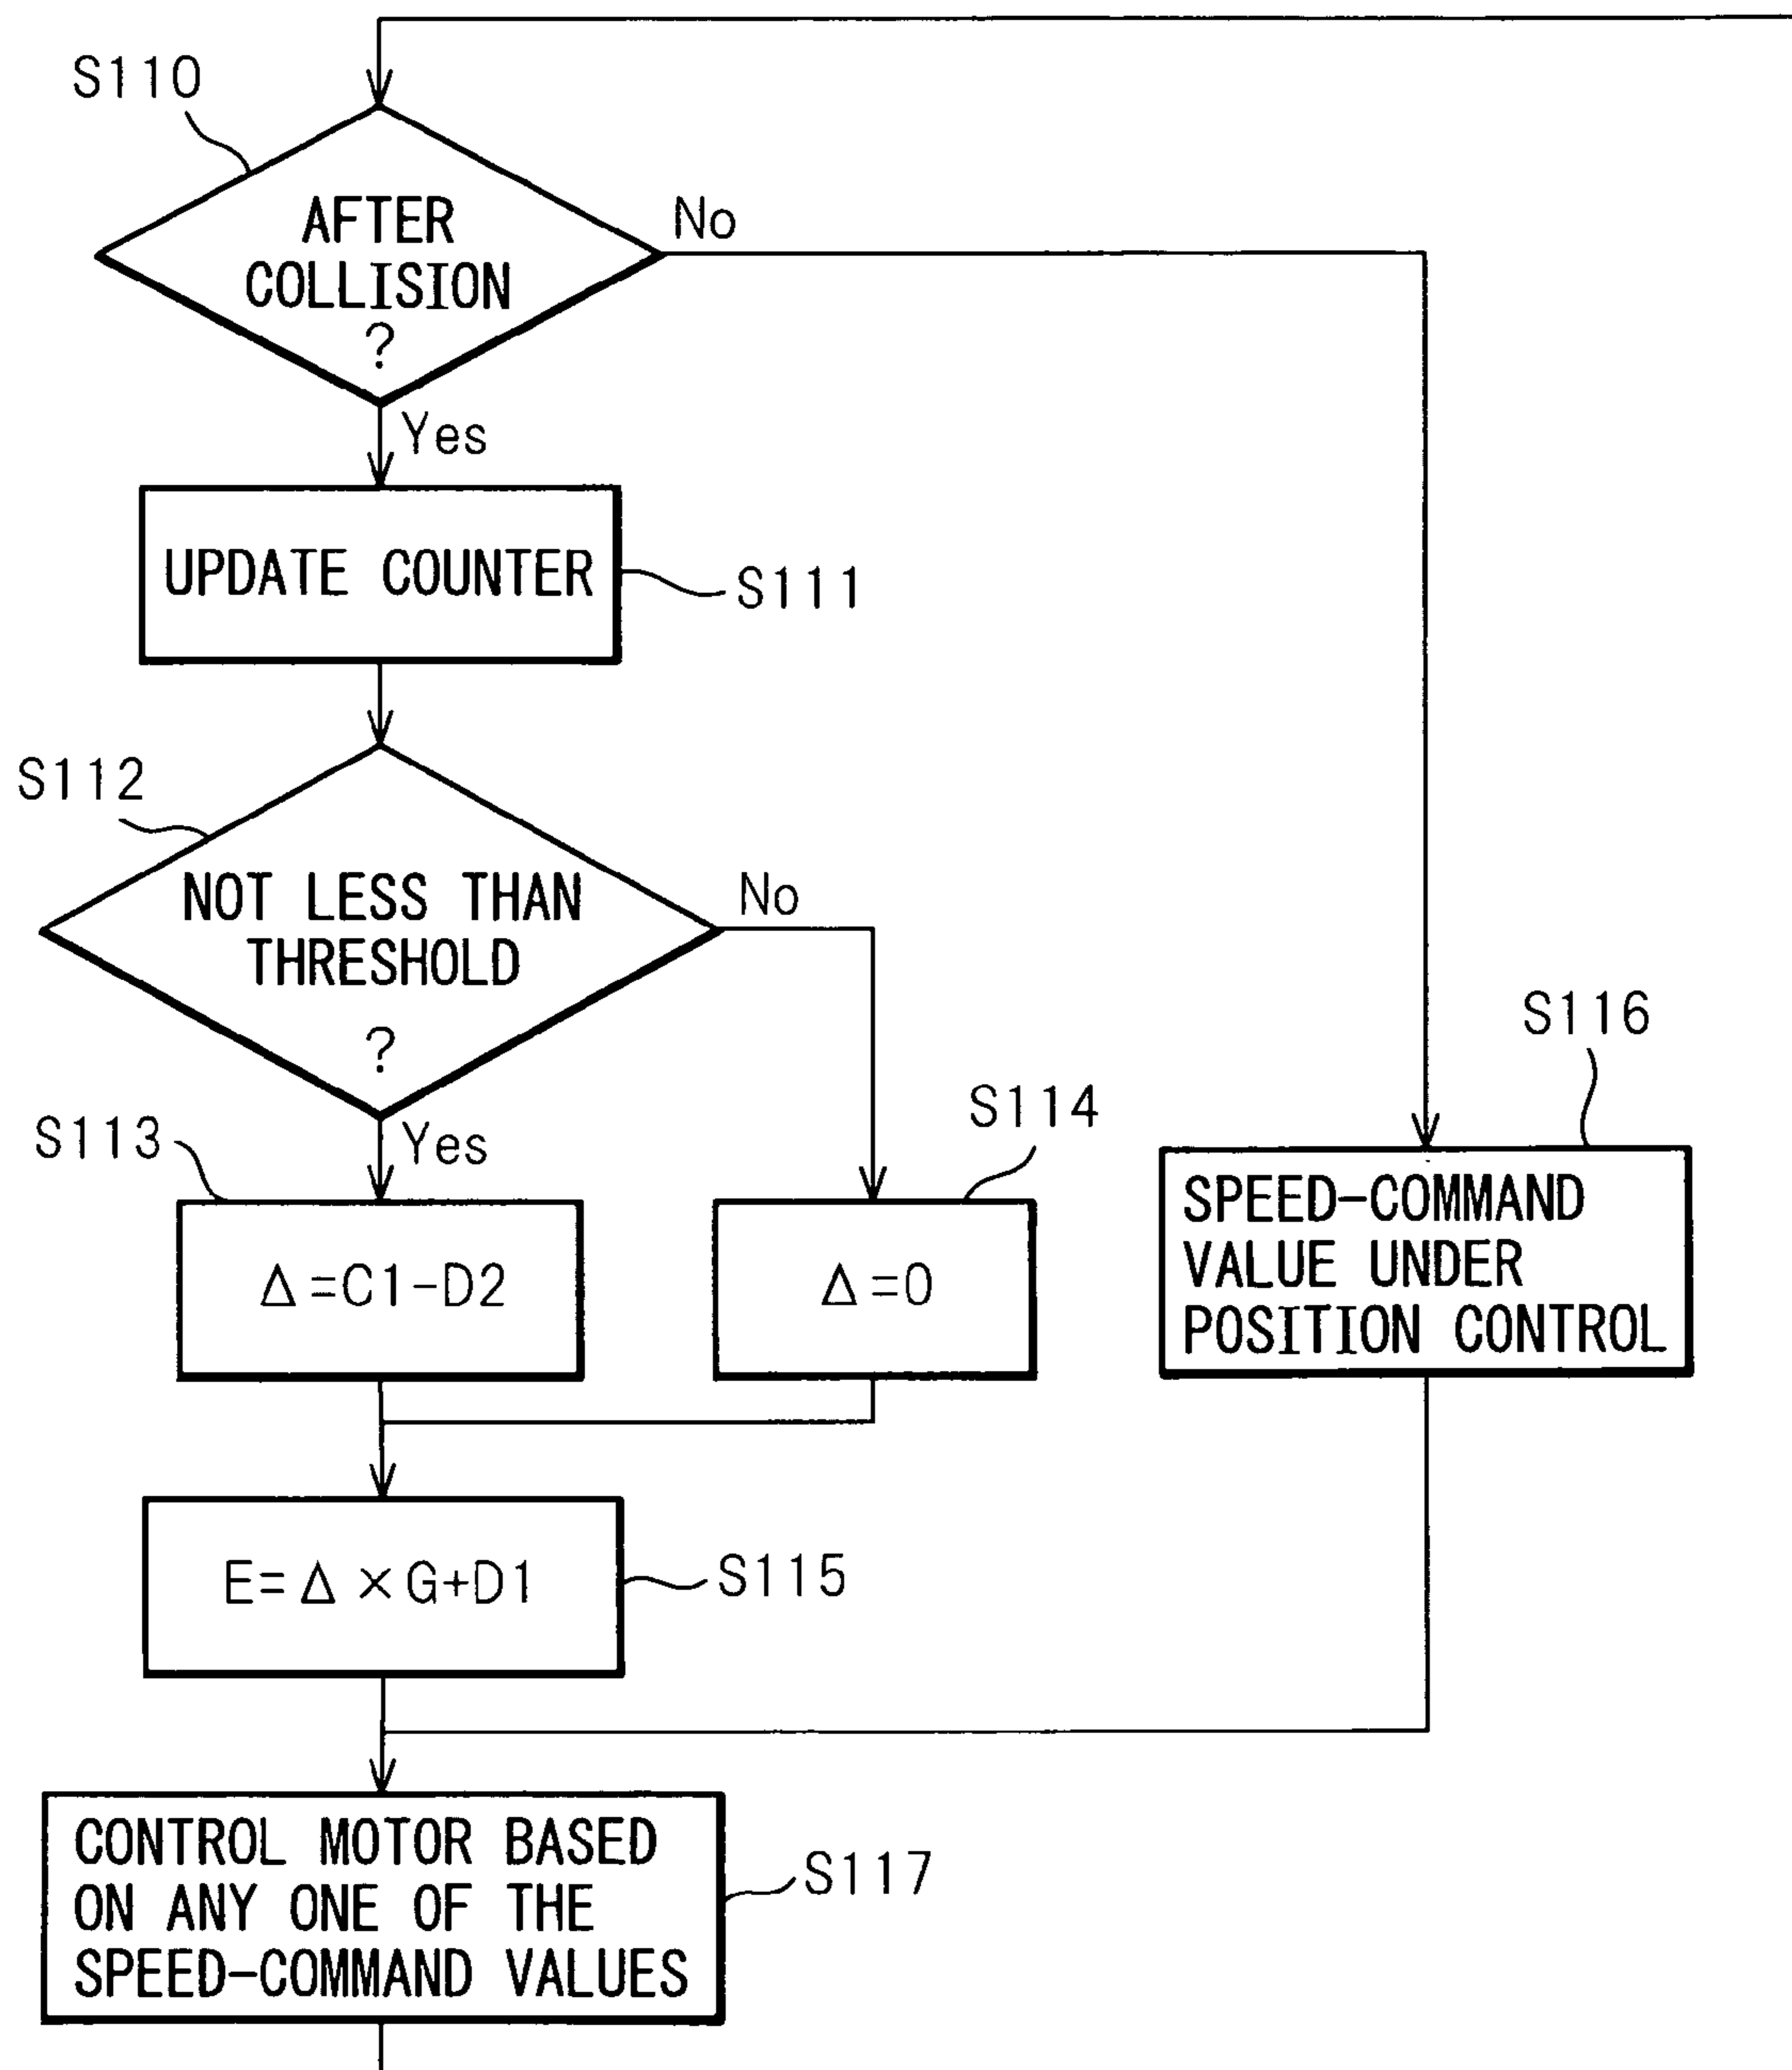 S110
AFTER
COLLISION
?
No
Yes
UPDATE COUNTER
S111
S112
NOT LESS THAN
THRESHOLD
?
No
Yes
S113
Δ=C1-D2
S114
Δ=0
S116
SPEED-COMMAND
VALUE UNDER
POSITION CONTROL
E=Δ×G+D1
S115
CONTROL MOTOR BASED
ON ANY ONE OF THE
SPEED-COMMAND VALUES
S117